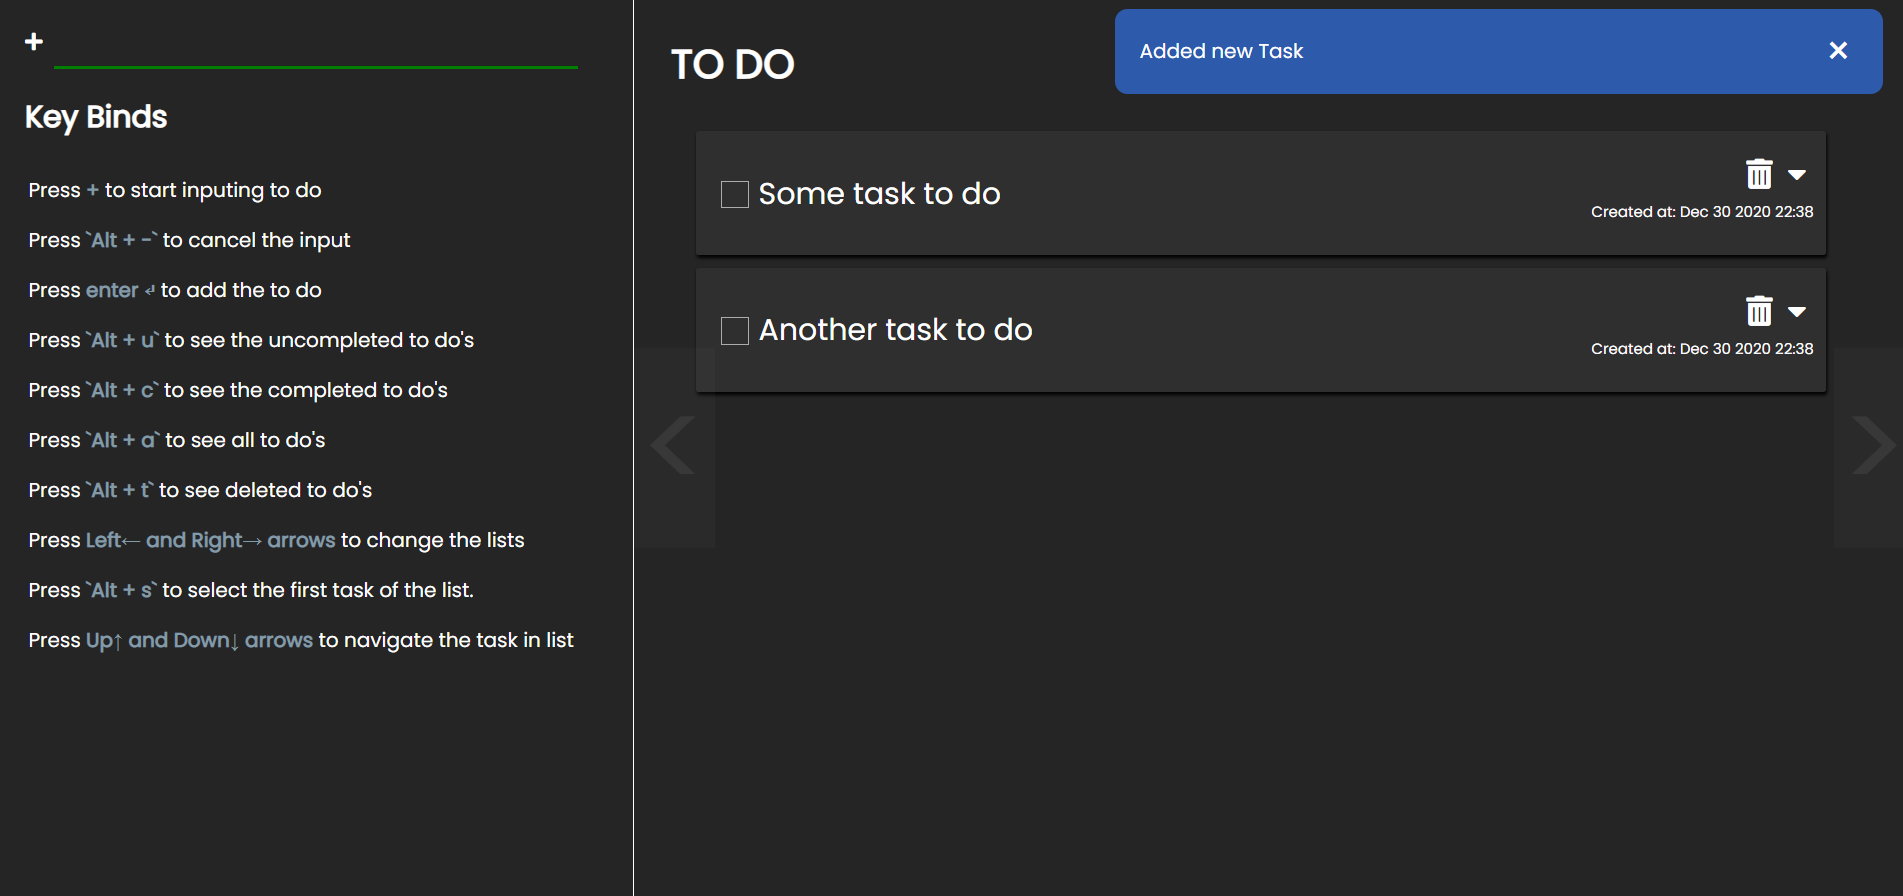 Key Binds
Press + to start inputing to do
Press `Alt + -` to cancel the input
Press enter ↵ to add the to do
Press `Alt + u` to see the uncompleted to do's
Press `Alt + c` to see the completed to do's
Press `Alt + a` to see all to do's
Press `Alt + t` to see deleted to do's
Press Left← and Right→ arrows to change the lists
Press `Alt + s` to select the first task of the list.
Press Up↑ and Down↓ arrows to navigate the task in list
TO DO
Added new Task
Some task to do
Created at: Dec 30 2020 22:38
Another task to do
Created at: Dec 30 2020 22:38